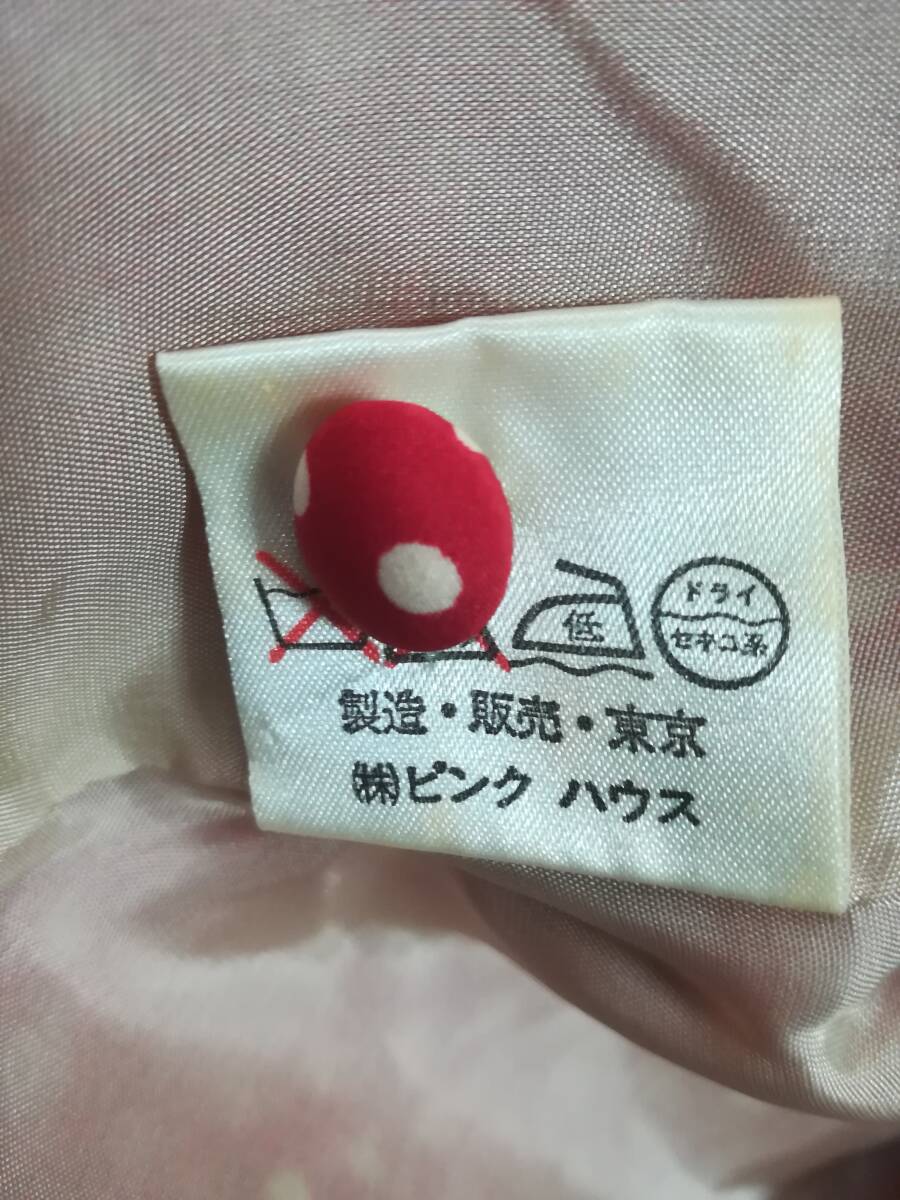 低
ドライ
セキユ系
製造・販売・東京
㈱ピンク ハウス